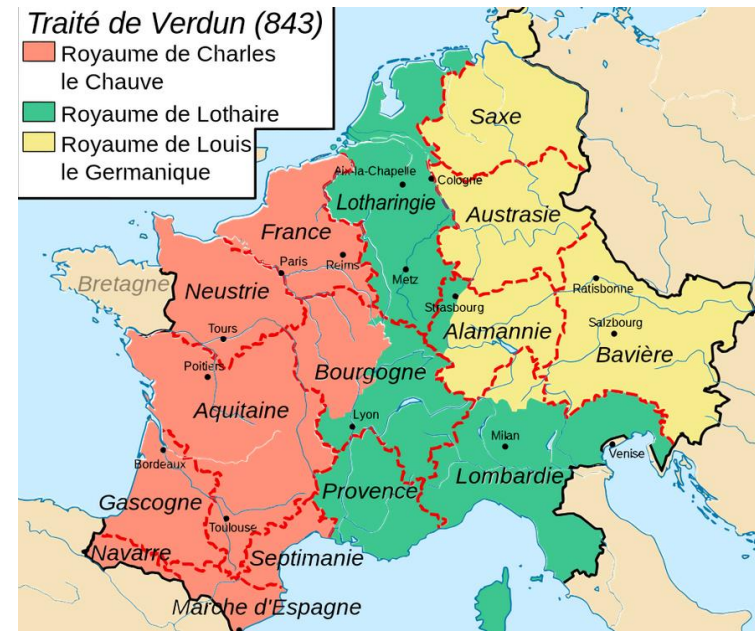 Traité de Verdun (843)
Royaume de Charles
le Chauve
Royaume de Lothaire
Royaume de Louis
le Germanique
Saxe
Aix-la-Chapelle
Cologne
Lotharingie
Austrasie
France
Paris
Reims
Metz
Bretagne
Neustrie
Strasbourg
Ratisbonne
Tours
Alamannie
Salzbourg
Bavière
Poitiers
Bourgogne
Aquitaine
Lyon
Milan
Venise
Bordeaux
Lombardie
Provence
Gascogne
Toulouse
Navarre
Septimanie
Marche d'Espagne